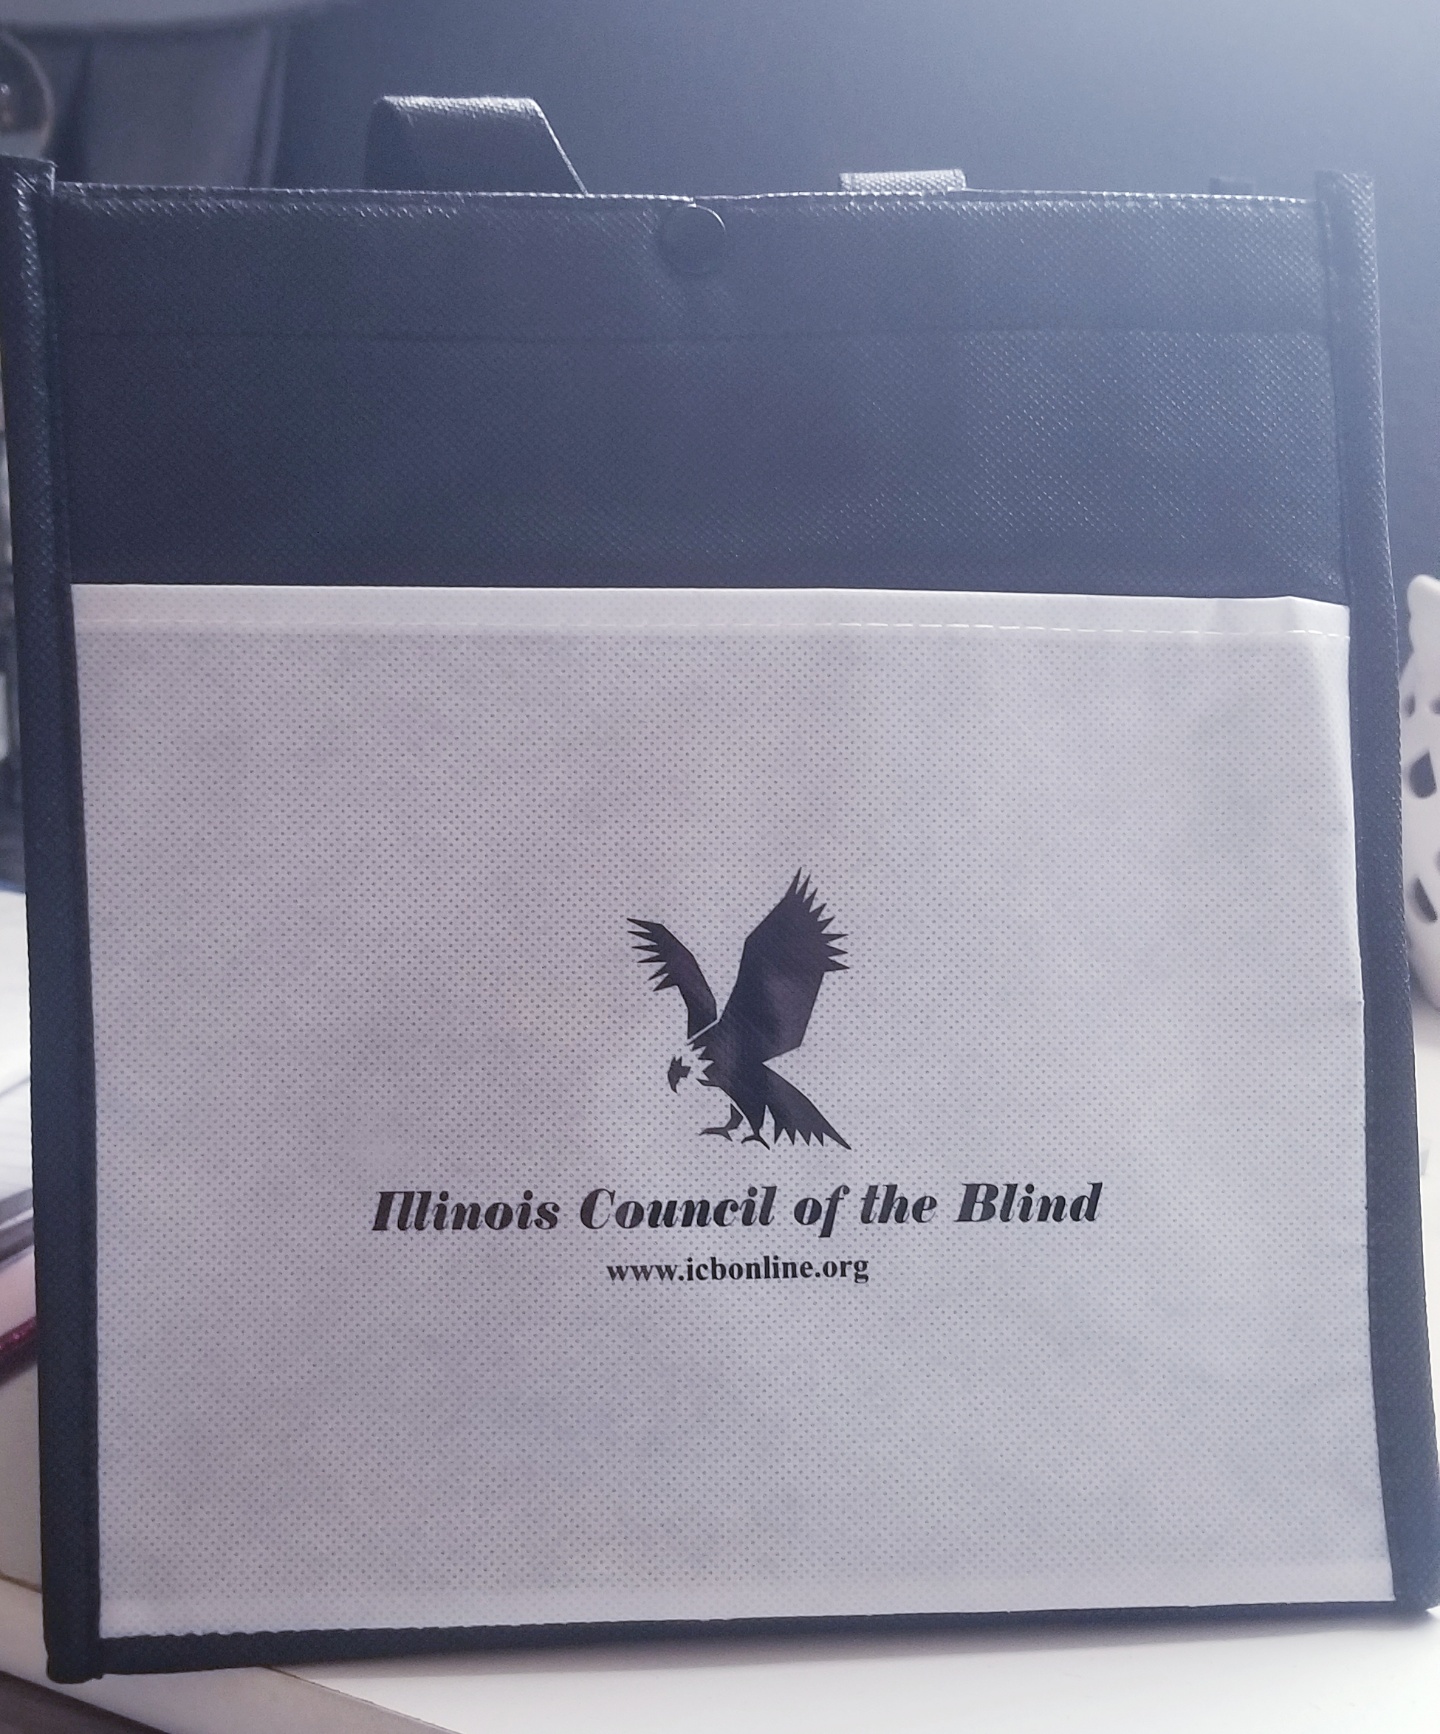 Illinois Council of the Blind
www.icbonline.org